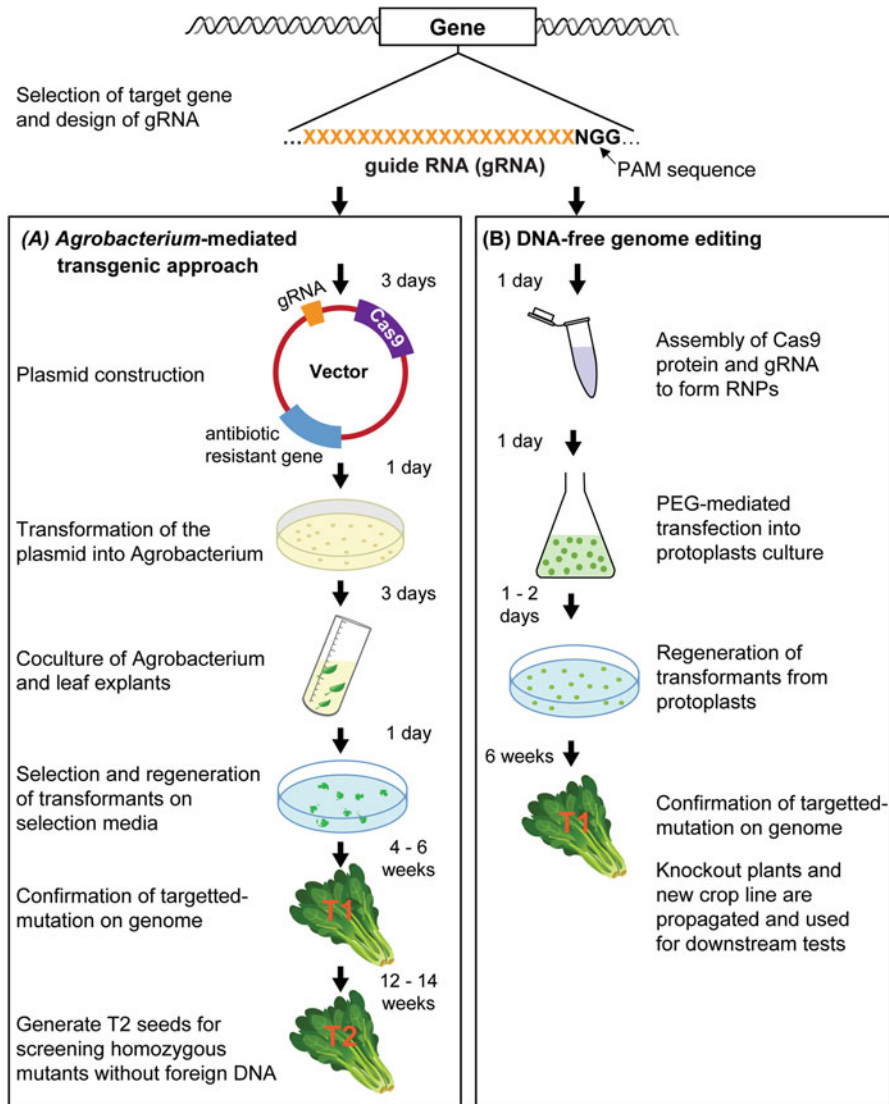 Gene
Selection of target gene
and design of gRNA
...XXXXXXXXXXXXXXXXXXXXNGG...
guide RNA (gRNA)
PAM sequence
(A) Agrobacterium-mediated
transgenic approach
3 days
gRNA
Cas9
Plasmid construction
Vector
antibiotic
resistant gene
1 day
Transformation of the
plasmid into Agrobacterium
3 days
Coculture of Agrobacterium
and leaf explants
1 day
Selection and regeneration
of transformants on
selection media
4 - 6
weeks
Confirmation of targetted-
mutation on genome
T1
12 - 14
weeks
Generate T2 seeds for
screening homozygous
mutants without foreign DNA
T2
(B) DNA-free genome editing
1 day
Assembly of Cas9
protein and gRNA
to form RNPs
1 day
PEG-mediated
transfection into
protoplasts culture
1 - 2
days
Regeneration of
transformants from
protoplasts
6 weeks
T1
Confirmation of targetted-
mutation on genome
Knockout plants and
new crop line are
propagated and used
for downstream tests